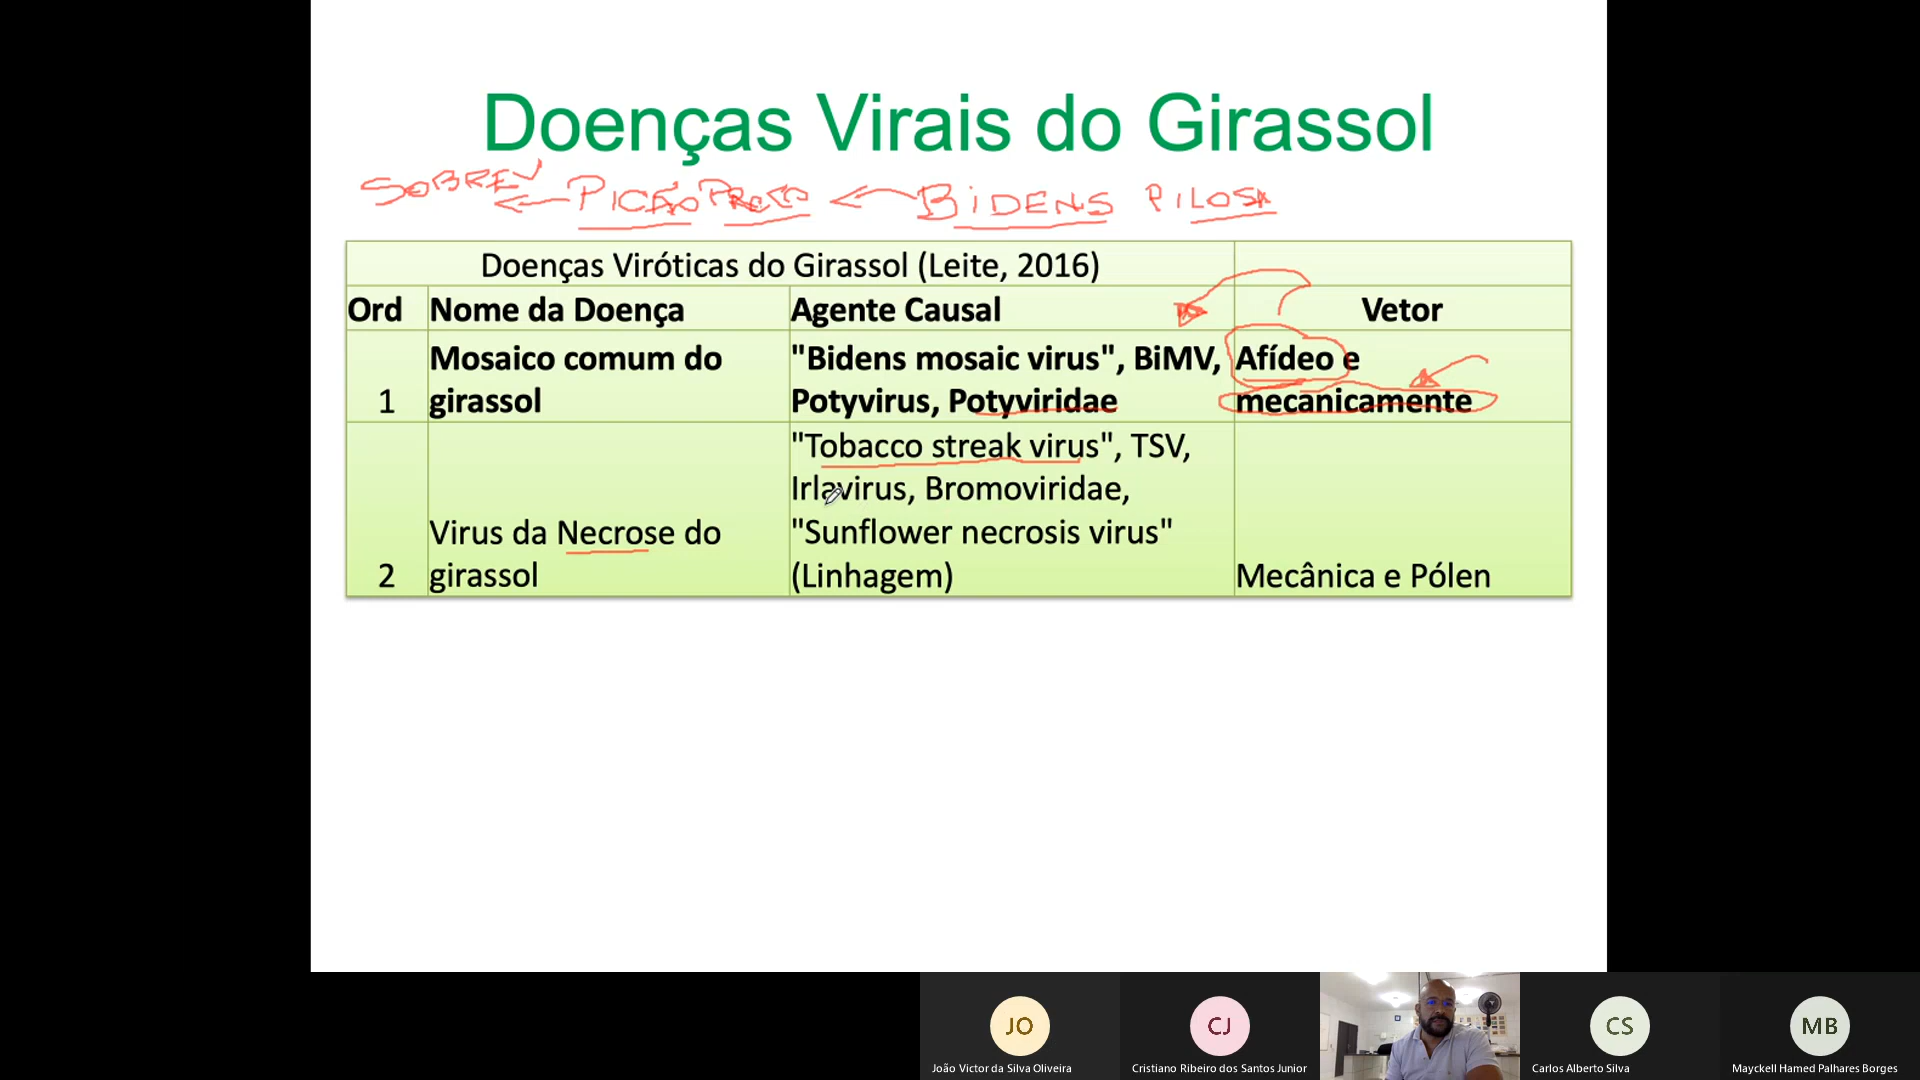 Doenças Virais do Girassol
SOBREV ← PICÃO PRETO ← BIDENS PILOSA
Doenças Viróticas do Girassol (Leite, 2016)
Ord Nome da Doença Agente Causal Vetor
1 Mosaico comum do girassol "Bidens mosaic virus", BiMV, Potyvirus, Potyviridae Afídeo e mecanicamente
2 Virus da Necrose do girassol "Tobacco streak virus", TSV, Irlavirus, Bromoviridae, "Sunflower necrosis virus" (Linhagem) Mecânica e Pólen
JO CJ CS MB
João Victor da Silva Oliveira Cristiano Ribeiro dos Santos Junior Carlos Alberto Silva Mayckell Hamed Palhares Borges